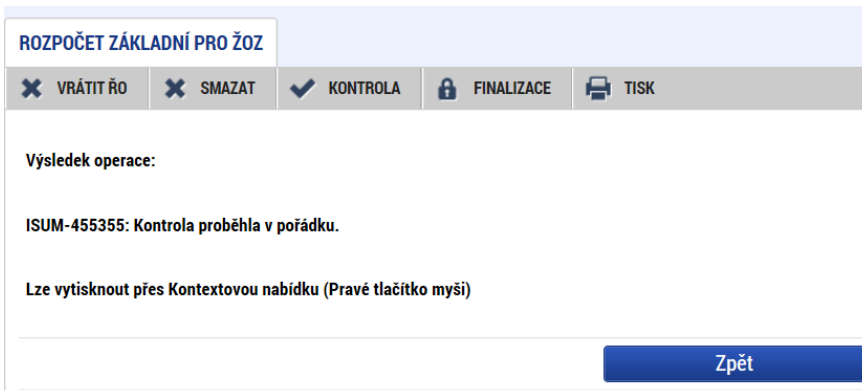 ROZPOČET ZÁKLADNÍ PRO ŽOZ
VRÁTIT ŘO SMAZAT KONTROLA FINALIZACE TISK
Výsledek operace:
ISUM-455355: Kontrola proběhla v pořádku.
Lze vytisknout přes Kontextovou nabídku (Pravé tlačítko myši)
Zpět